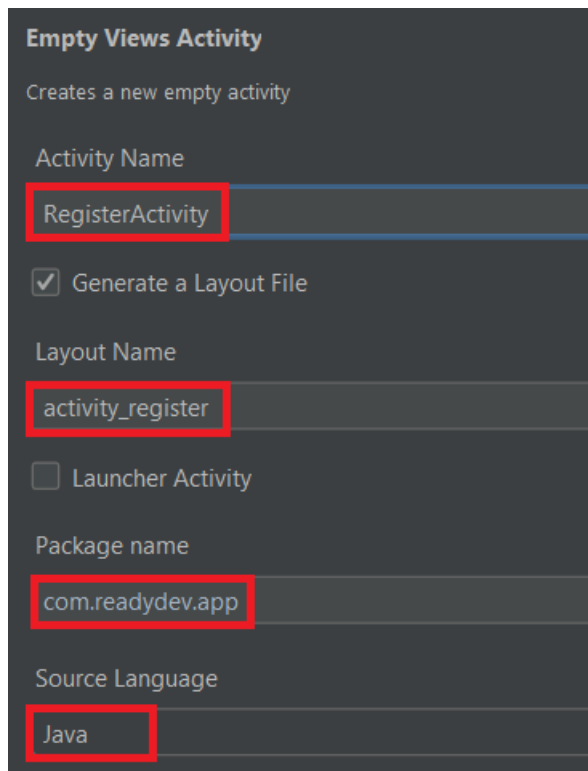 Empty Views Activity
Creates a new empty activity
Activity Name
RegisterActivity
Generate a Layout File
Layout Name
activity_register
Launcher Activity
Package name
com.readydev.app
Source Language
Java